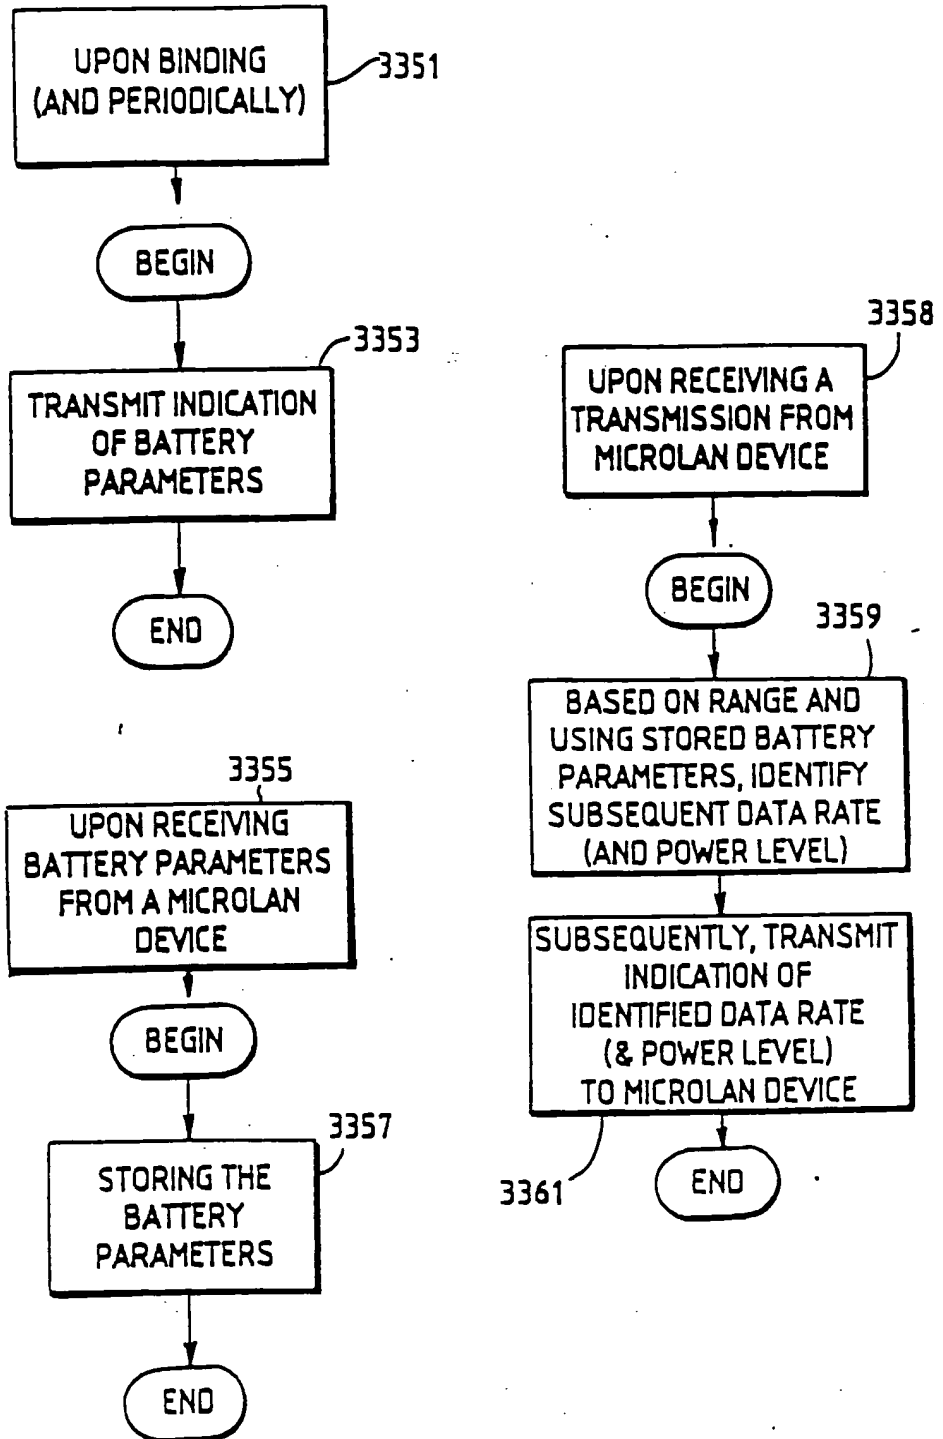 UPON BINDING
(AND PERIODICALLY)
3351
BEGIN
3353
TRANSMIT INDICATION
OF BATTERY
PARAMETERS
END
3355
UPON RECEIVING
BATTERY PARAMETERS
FROM A MICROLAN
DEVICE
BEGIN
3357
STORING THE
BATTERY
PARAMETERS
END
3358
UPON RECEIVING A
TRANSMISSION FROM
MICROLAN DEVICE
BEGIN
3359
BASED ON RANGE AND
USING STORED BATTERY
PARAMETERS, IDENTIFY
SUBSEQUENT DATA RATE
(AND POWER LEVEL)
SUBSEQUENTLY, TRANSMIT
INDICATION OF
IDENTIFIED DATA RATE
(& POWER LEVEL)
TO MICROLAN DEVICE
3361
END